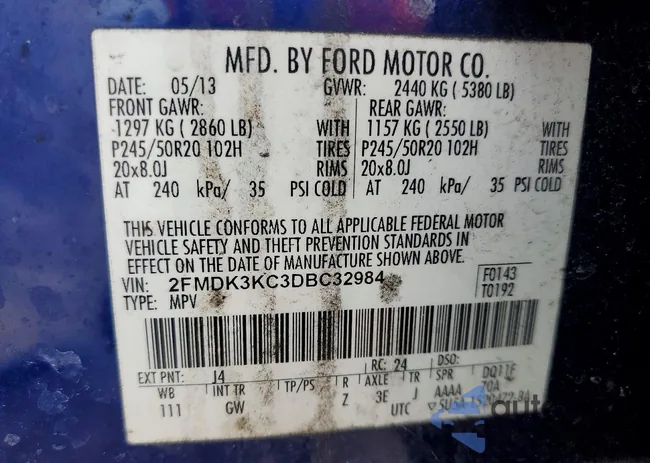 MFD. BY FORD MOTOR CO.
DATE: 05/13 GVWR: 2440 KG ( 5380 LB)
FRONT GAWR: REAR GAWR:
1297 KG ( 2860 LB) WITH 1157 KG ( 2550 LB) WITH
P245/50R20 102H TIRES P245/50R20 102H TIRES
20x8.0J RIMS 20x8.0J RIMS
AT 240 kPa/ 35 PSI COLD AT 240 kPa/ 35 PSI COLD
THIS VEHICLE CONFORMS TO ALL APPLICABLE FEDERAL MOTOR
VEHICLE SAFETY AND THEFT PREVENTION STANDARDS IN
EFFECT ON THE DATE OF MANUFACTURE SHOWN ABOVE.
VIN: 2FMDK3KC3DBC32984 F0143
TYPE: MPV T0192
EXT PNT: J4 RC: 24 DSO:
WB INT TR TP/PS R AXLE TR SPR DQ11F
111 GW Z 3E J AAAA 70A
UTC